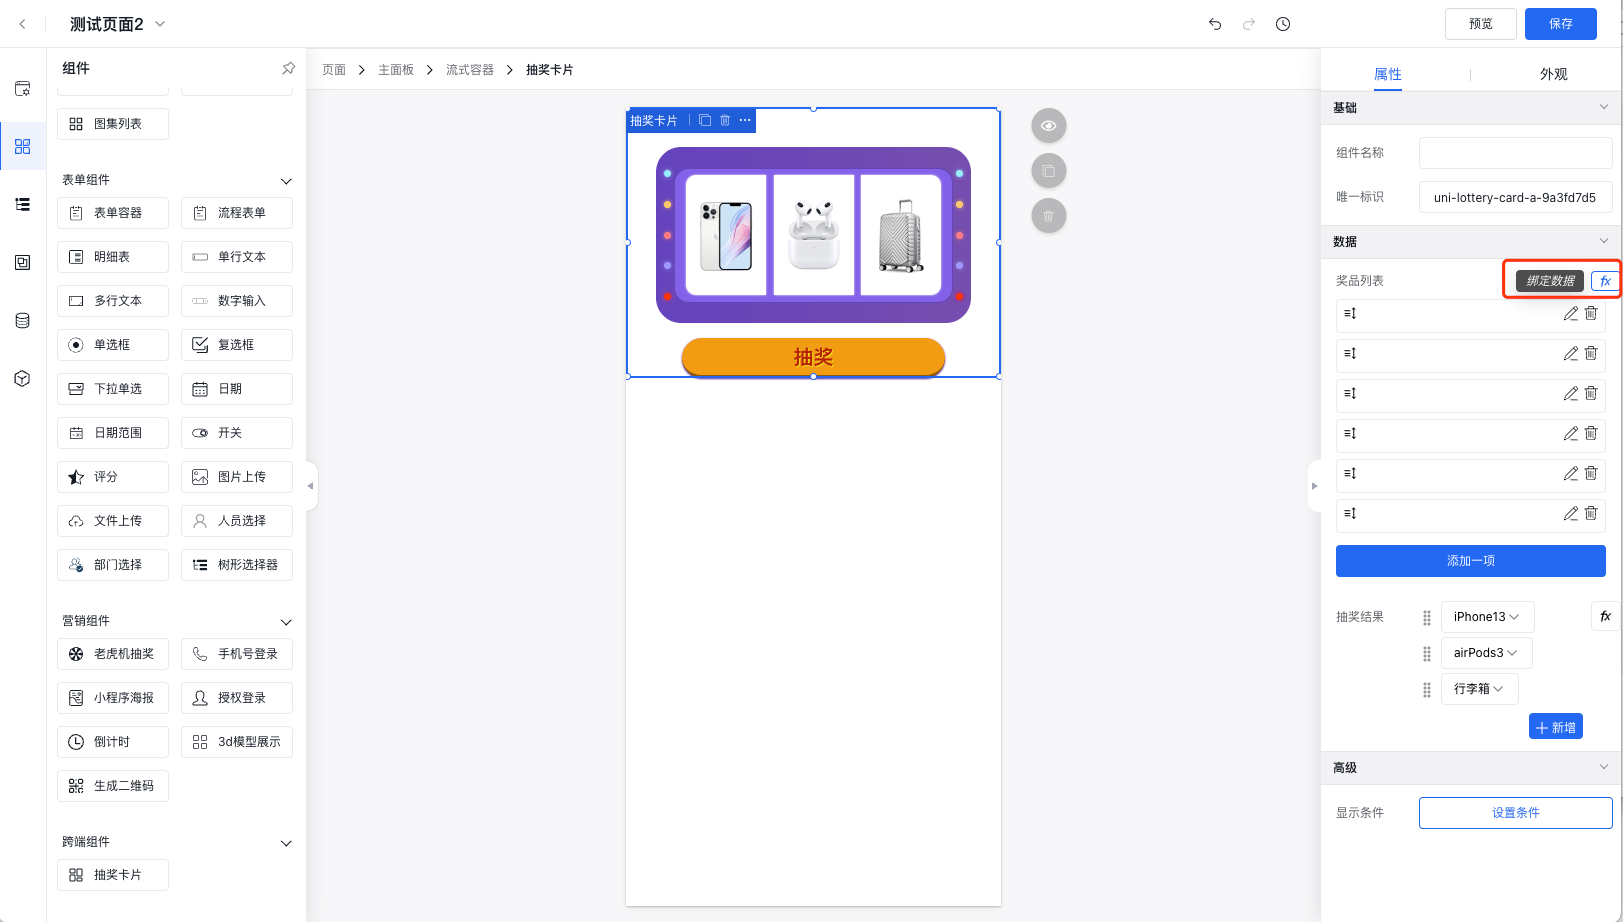 测试页面2
预览
保存
组件
图集列表
表单组件
表单容器
流程表单
明细表
单行文本
多行文本
数字输入
单选框
复选框
下拉单选
日期
日期范围
开关
评分
图片上传
文件上传
人员选择
部门选择
树形选择器
营销组件
老虎机抽奖
手机号登录
小程序海报
授权登录
倒计时
3d模型展示
生成二维码
跨端组件
抽奖卡片
页面
主面板
流式容器
抽奖卡片
抽奖卡片
抽奖
属性
外观
基础
组件名称
唯一标识
uni-lottery-card-a-9a3fd7d5
数据
奖品列表
绑定数据
fx
添加一项
抽奖结果
iPhone13
fx
airPods3
行李箱
新增
高级
显示条件
设置条件